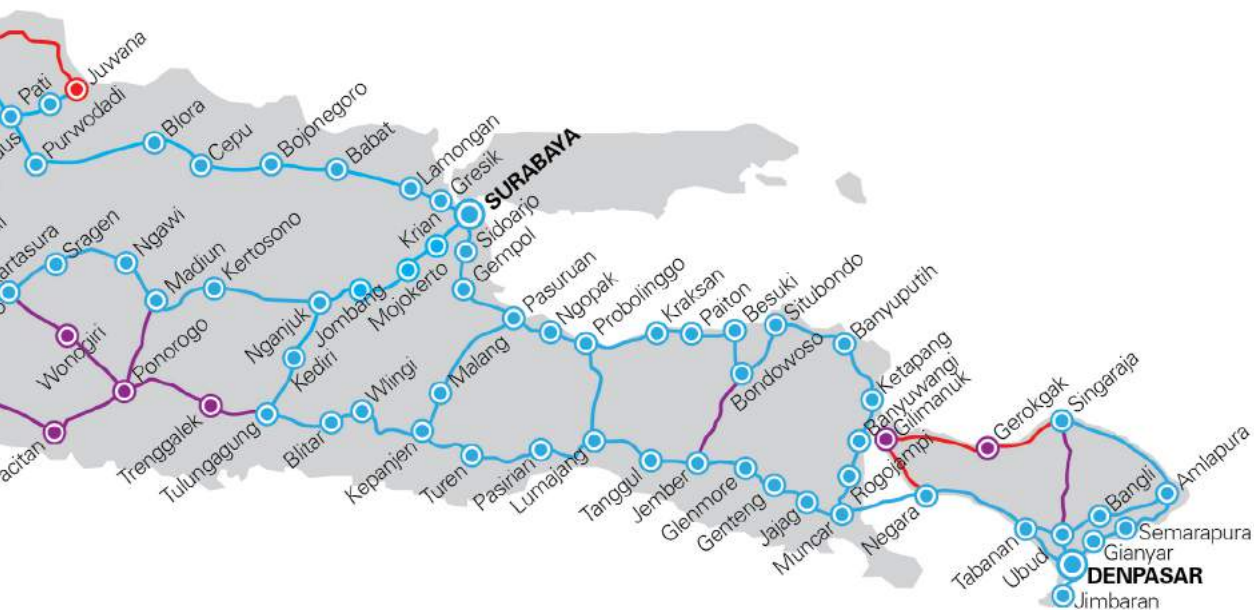 Juwana
Pati
Purwodadi
Blora
Cepu
Bojonegoro
Babat
Lamongan
Gresik
SURABAYA
Sragen
Ngawi
Madiun
Kertosono
Krian
Sidoarjo
Gempol
Mojokerto
Jombang
Nganjuk
Kediri
Wonogiri
Ponorogo
Trenggalek
Tulungagung
Blitar
Wlingi
Malang
Kepanjen
Turen
Pasirian
Lumajang
Pasuruan
Ngopak
Probolinggo
Kraksan
Paiton
Besuki
Situbondo
Bondowoso
Banyuputih
Ketapang
Banyuwangi
Gilimanuk
Rogojampi
Tanggul
Jember
Glenmore
Genteng
Jajag
Muncar
Negara
Gerokgak
Singaraja
Amlapura
Bangli
Semarapura
Gianyar
Tabanan
Ubud
DENPASAR
Jimbaran
artasura
acitan